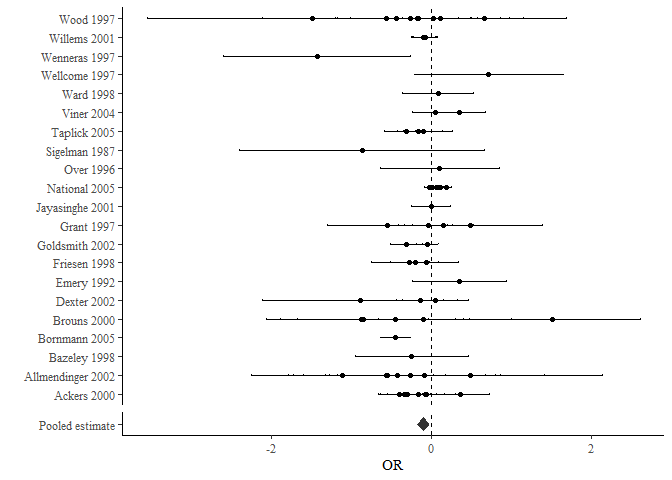 Wood 1997
Willems 2001
Wenneras 1997
Wellcome 1997
Ward 1998
Viner 2004
Taplick 2005
Sigelman 1987
Over 1996
National 2005
Jayasinghe 2001
Grant 1997
Goldsmith 2002
Friesen 1998
Emery 1992
Dexter 2002
Brouns 2000
Bornmann 2005
Bazeley 1998
Allmendinger 2002
Ackers 2000
Pooled estimate
-2 0 2
OR